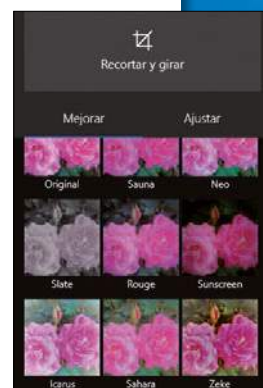 Recortar y girar
Mejorar Ajustar
Original Sauna Neo
Slate Rouge Sunscreen
Icarus Sahara Zeke